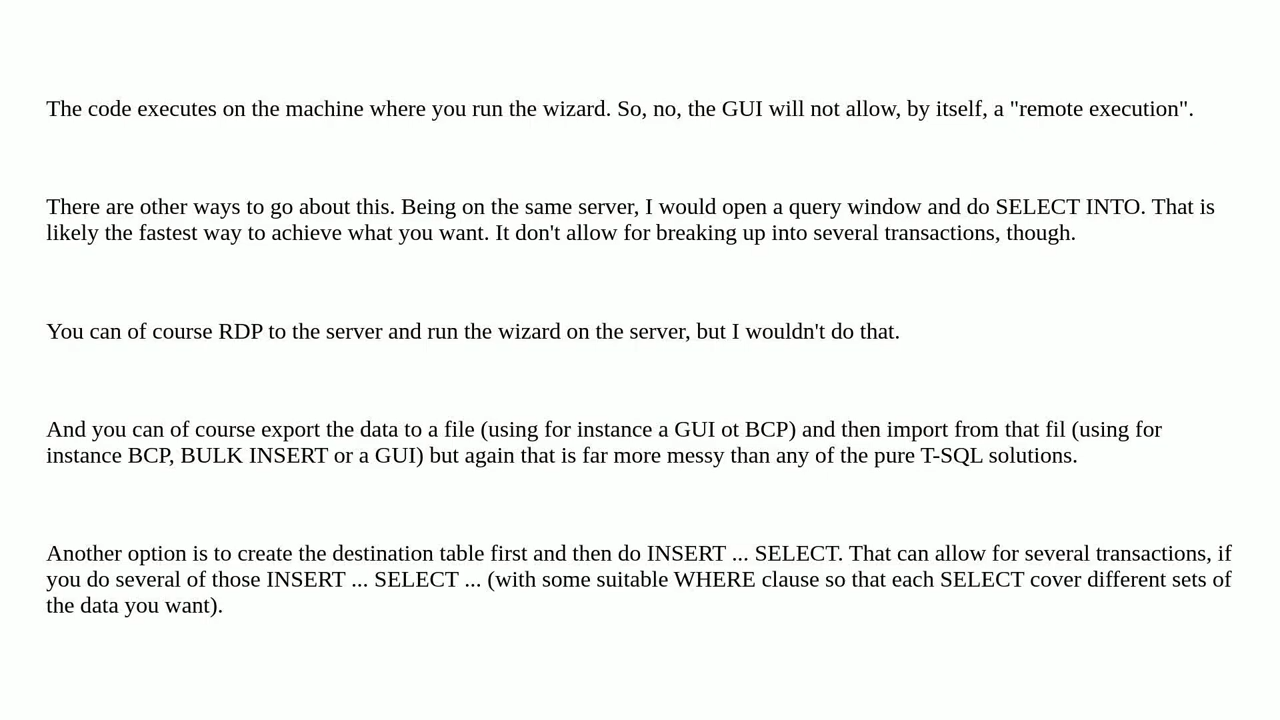 The code executes on the machine where you run the wizard. So, no, the GUI will not allow, by itself, a "remote execution".
There are other ways to go about this. Being on the same server, I would open a query window and do SELECT INTO. That is
likely the fastest way to achieve what you want. It don't allow for breaking up into several transactions, though.
You can of course RDP to the server and run the wizard on the server, but I wouldn't do that.
And you can of course export the data to a file (using for instance a GUI ot BCP) and then import from that fil (using for
instance BCP, BULK INSERT or a GUI) but again that is far more messy than any of the pure T-SQL solutions.
Another option is to create the destination table first and then do INSERT ... SELECT. That can allow for several transactions, if
you do several of those INSERT ... SELECT ... (with some suitable WHERE clause so that each SELECT cover different sets of
the data you want).